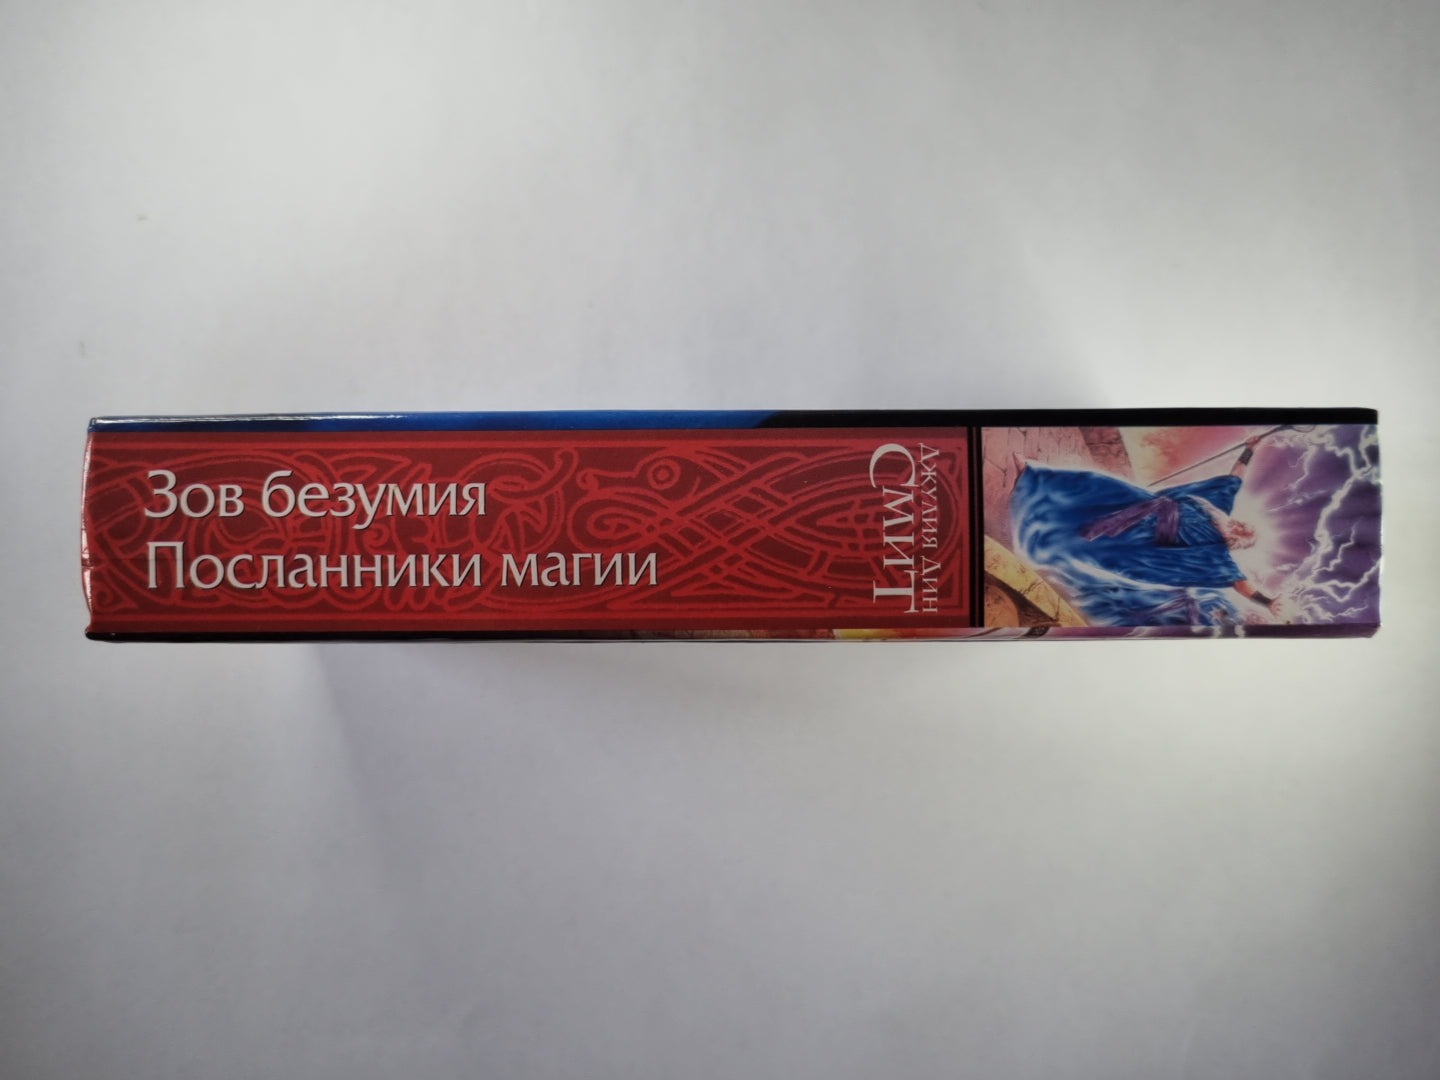 Джулия Дин
Смит
Зов безумия
Посланники магии